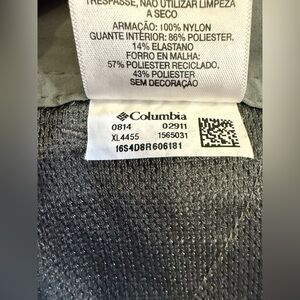 TRESPASSE, NÃO UTILIZAR LIMPEZA
A SECO
ARMAÇÃO: 100% NYLON
GUANTE INTÉRIOR: 86% POLIESTER.
14% ELASTANO
FORRO EN MALHA:
57% POLIESTER RECICLADO.
43% POLIESTER
SEM DECORAÇÃO
Columbia
0814 02911
XL4455 1565031
16S4D8R606181